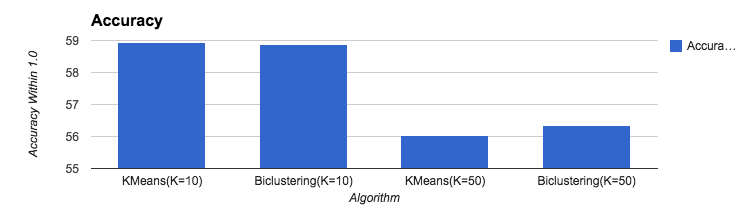 Accuracy
59
58
57
56
55
Accuracy Within 1.0
KMeans(K=10) Biclustering(K=10) KMeans(K=50) Biclustering(K=50)
Algorithm
Accura...